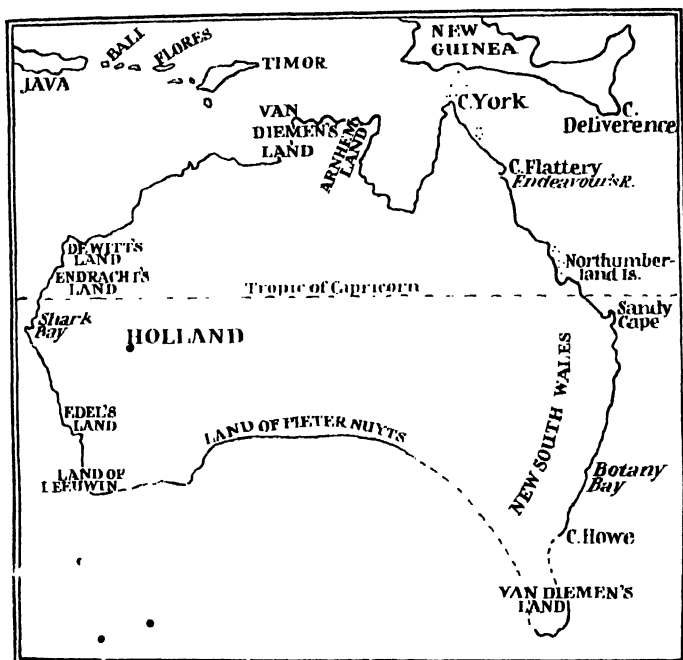 NEW
GUINEA
BALI
FLORES
JAVA
TIMOR
C. York
C.
Deliverence
VAN
DIEMEN'S
LAND
ARNHEM
LAND
C. Flattery
Endeavour's R.
DEWITT'S
LAND
ENDRACHT'S
LAND
Northumber-
land Is.
Tropic of Capricorn
Shark
Bay
HOLLAND
Sandy
Cape
NEW SOUTH WALES
EDEL'S
LAND
LAND OF PIETER NUYTS
LAND OF
LEEUWIN
Botany
Bay
C. Howe
VAN DIEMEN'S
LAND